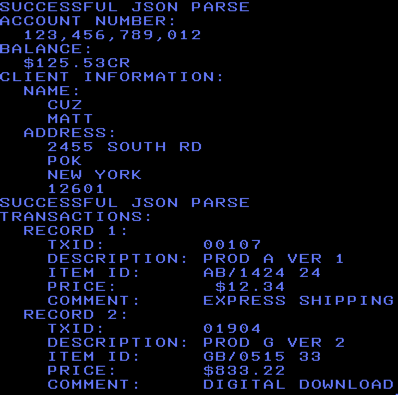 SUCCESSFUL JSON PARSE
ACCOUNT NUMBER:
  123,456,789,012
BALANCE:
  $125.53CR
CLIENT INFORMATION:
  NAME:
    CUZ
    MATT
  ADDRESS:
    2455 SOUTH RD
    POK
    NEW YORK
    12601
SUCCESSFUL JSON PARSE
TRANSACTIONS:
  RECORD 1:
    TXID:        00107
    DESCRIPTION: PROD A VER 1
    ITEM ID:     AB/1424 24
    PRICE:        $12.34
    COMMENT:     EXPRESS SHIPPING
  RECORD 2:
    TXID:        01904
    DESCRIPTION: PROD G VER 2
    ITEM ID:     GB/0515 33
    PRICE:       $833.22
    COMMENT:     DIGITAL DOWNLOAD